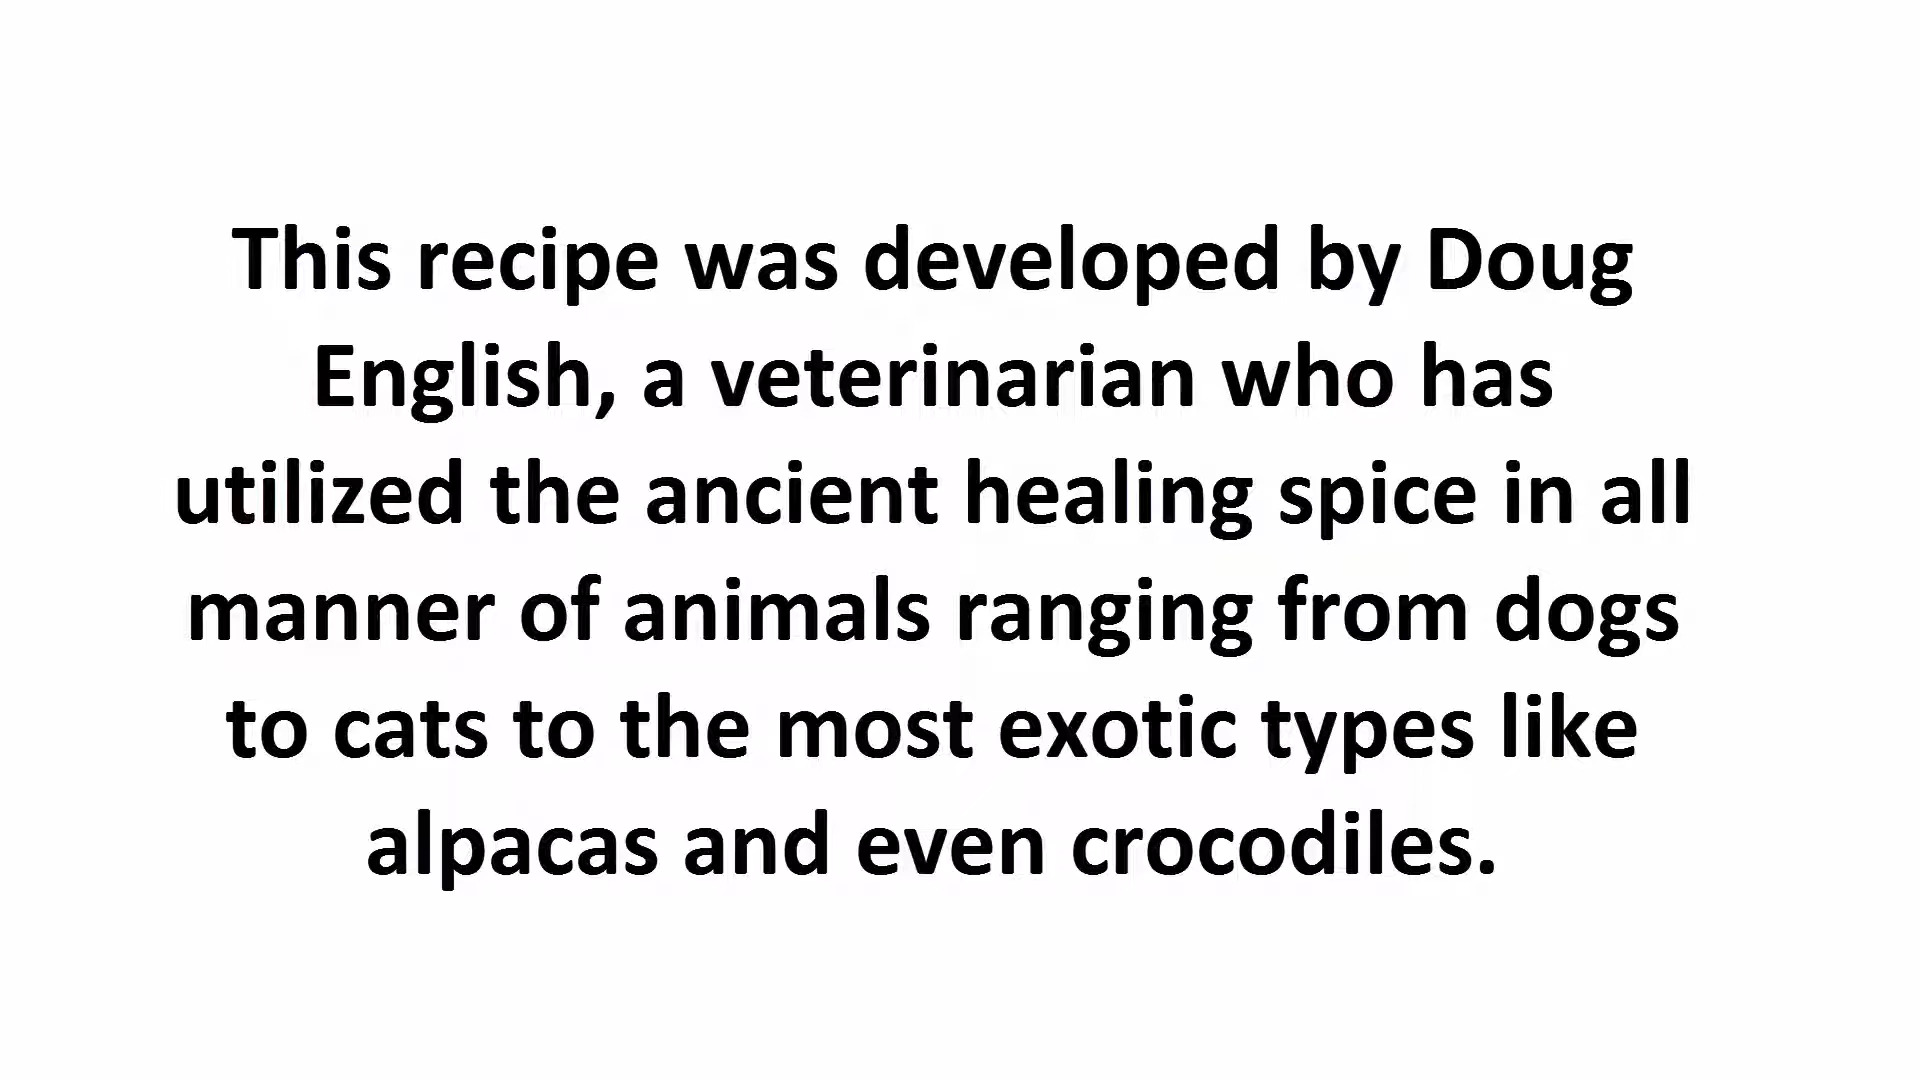 This recipe was developed by Doug
English, a veterinarian who has
utilized the ancient healing spice in all
manner of animals ranging from dogs
to cats to the most exotic types like
alpacas and even crocodiles.